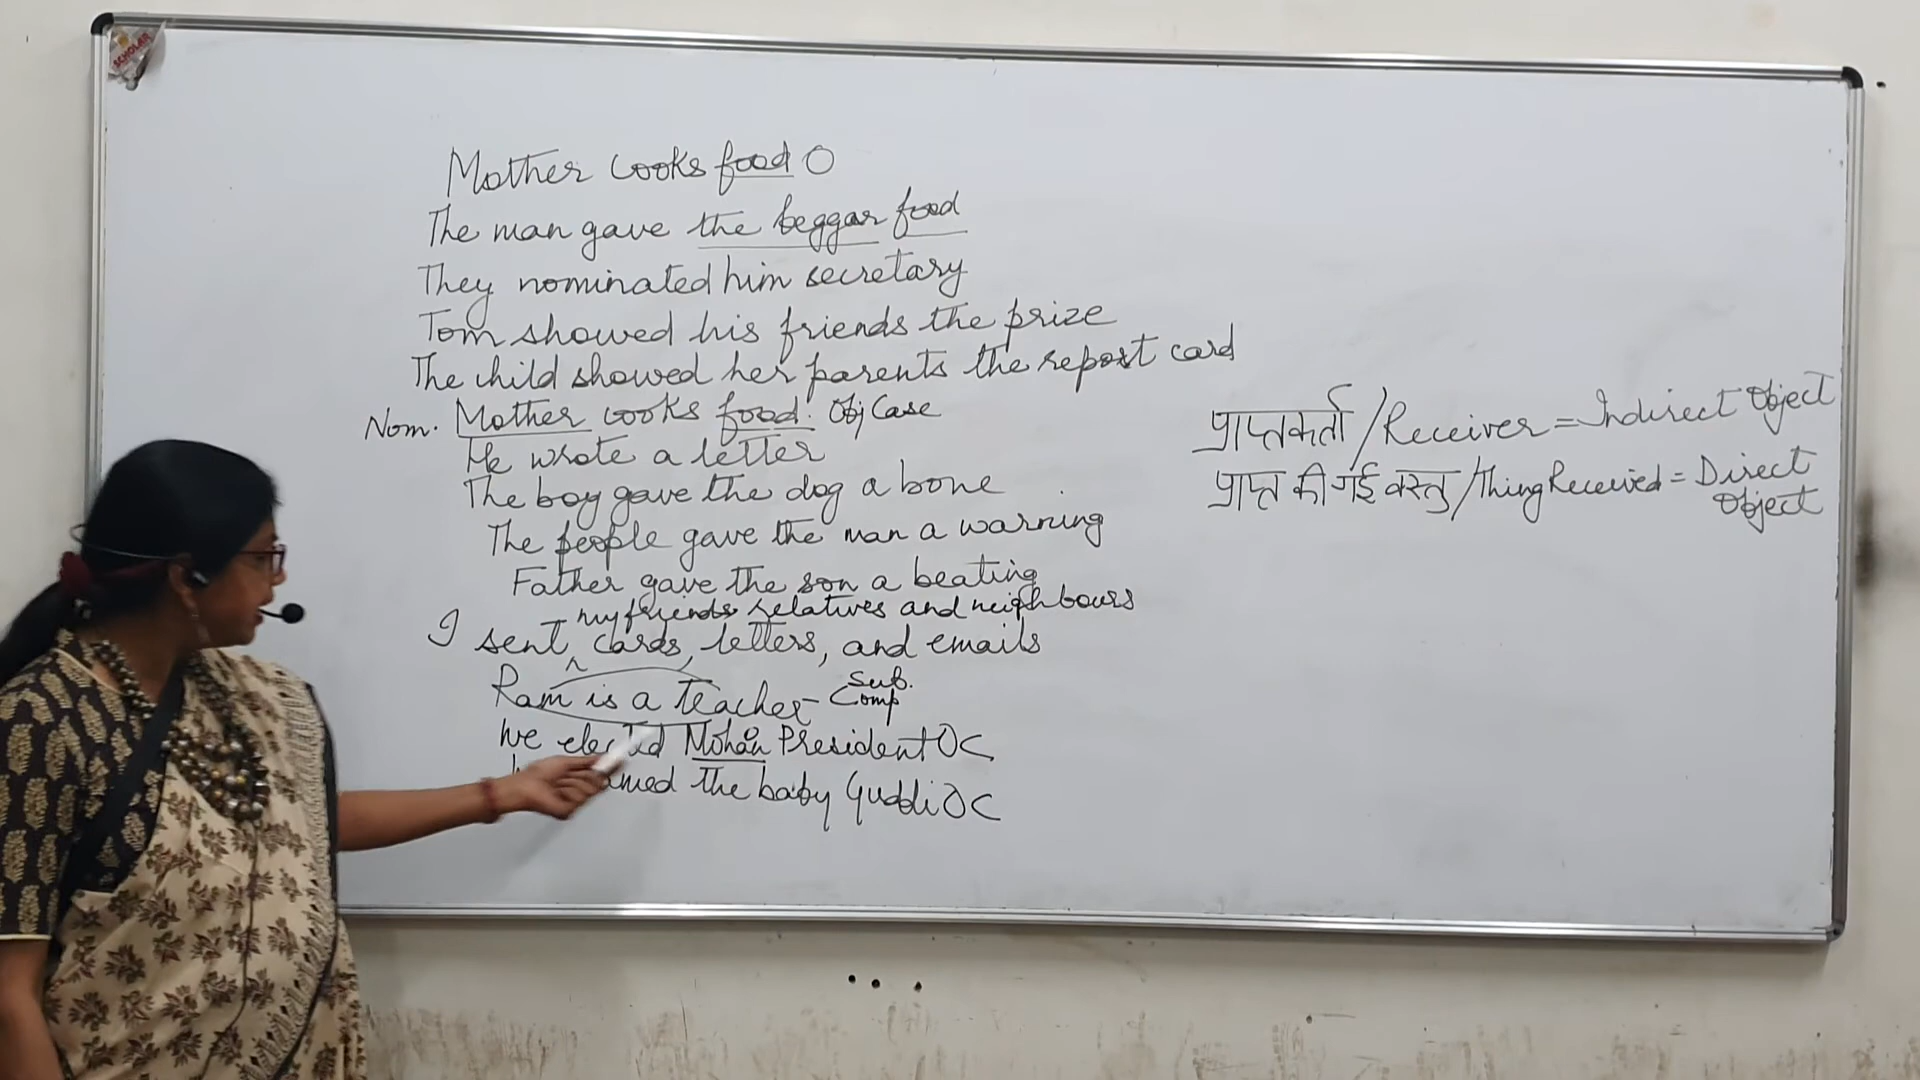 SCHOLAR
Mother cooks food O
The man gave the beggar food
They nominated him secretary
Tom showed his friends the prize
The child showed her parents the report card
Nom. Mother cooks food. Obj Case
He wrote a letter
The boy gave the dog a bone
The people gave the man a warning
Father gave the son a beating
my friends relatives and neighbours
I sent ^ cards, letters, and emails
Ram is a teacher - Sub. Comp
We elected Mohan O President OC
named the baby Guddi OC
प्राप्तकर्ता / Receiver = Indirect Object
प्राप्त की गई वस्तु / Thing Received = Direct
Object